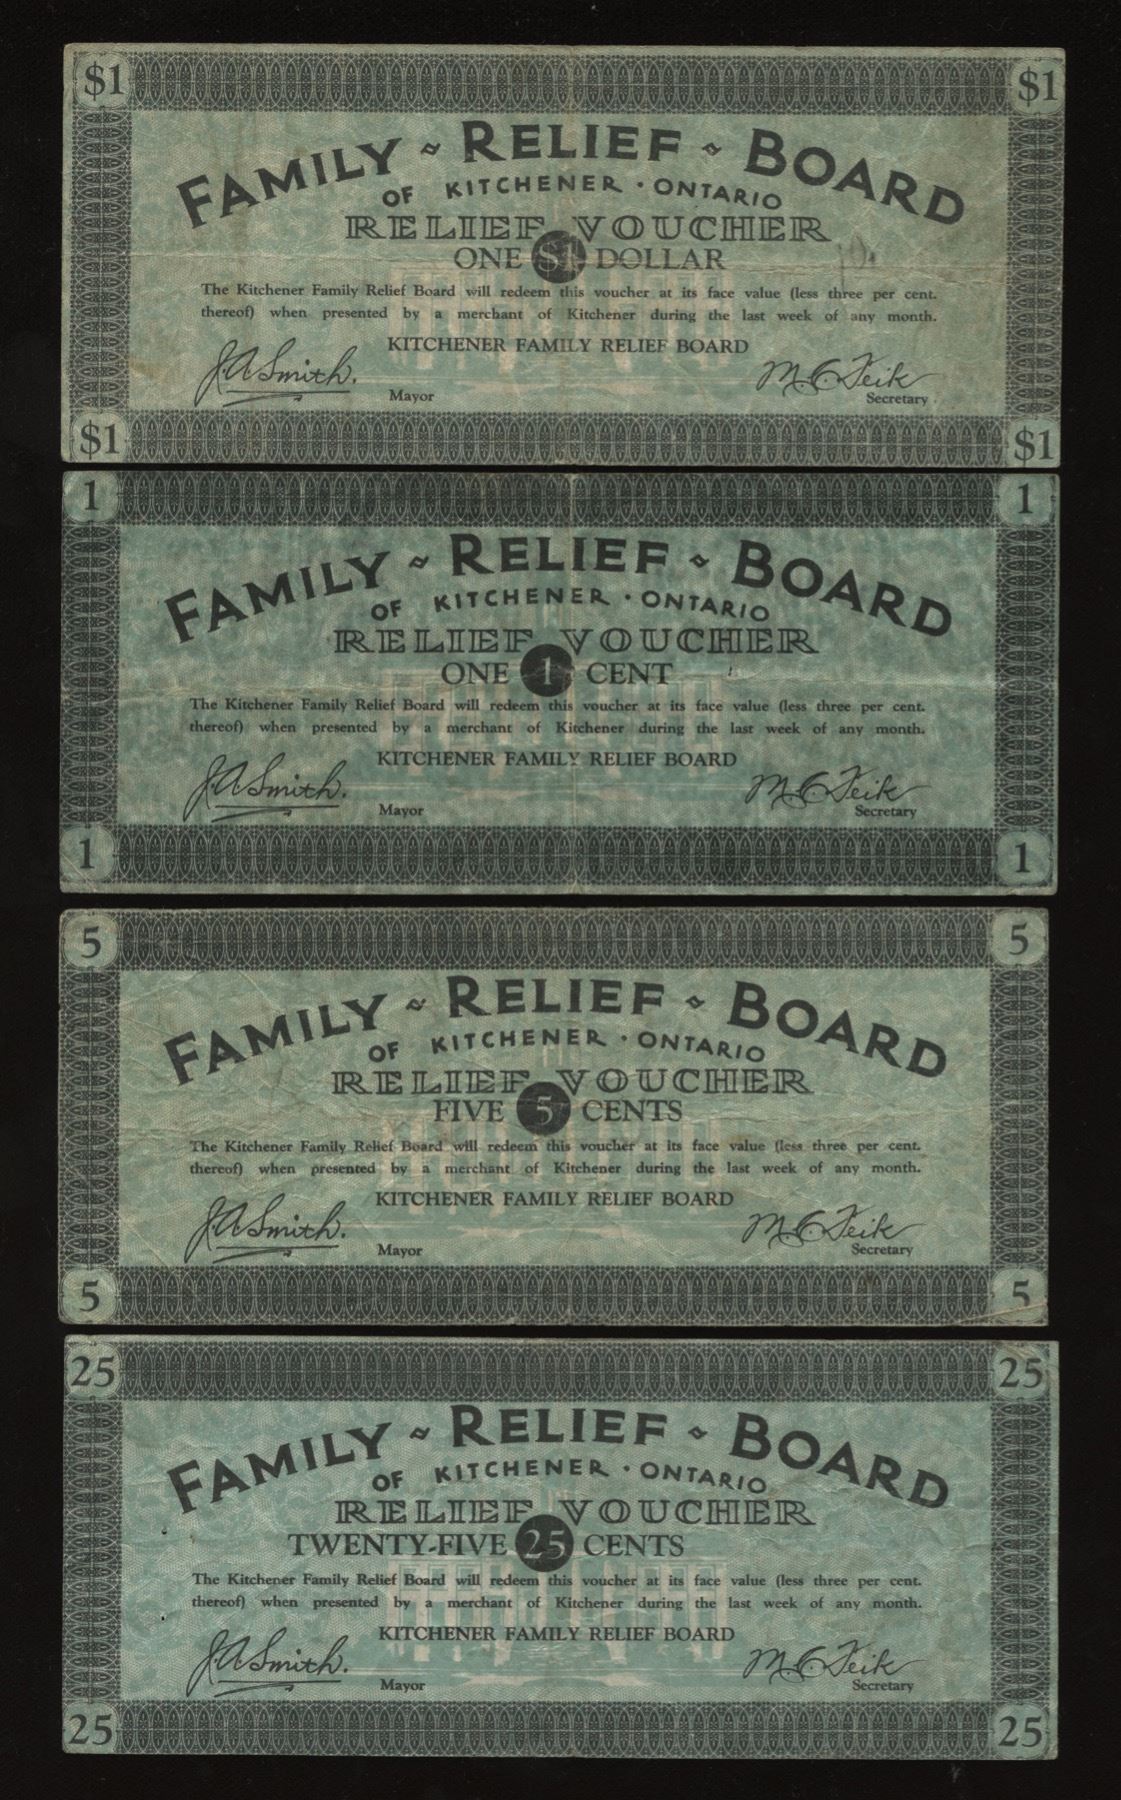 $1 $1
FAMILY ~ RELIEF ~ BOARD
OF KITCHENER · ONTARIO
RELIEF VOUCHER
ONE $1 DOLLAR
The Kitchener Family Relief Board will redeem this voucher at its face value (less three per cent.
thereof) when presented by a merchant of Kitchener during the last week of any month.
KITCHENER FAMILY RELIEF BOARD
J.A. Smith. M. C. Zeik
Mayor Secretary
$1 $1
1 1
FAMILY ~ RELIEF ~ BOARD
OF KITCHENER · ONTARIO
RELIEF VOUCHER
ONE 1 CENT
The Kitchener Family Relief Board will redeem this voucher at its face value (less three per cent.
thereof) when presented by a merchant of Kitchener during the last week of any month.
KITCHENER FAMILY RELIEF BOARD
J.A. Smith. M. C. Zeik
Mayor Secretary
1 1
5 5
FAMILY ~ RELIEF ~ BOARD
OF KITCHENER · ONTARIO
RELIEF VOUCHER
FIVE 5 CENTS
The Kitchener Family Relief Board will redeem this voucher at its face value (less three per cent.
thereof) when presented by a merchant of Kitchener during the last week of any month.
KITCHENER FAMILY RELIEF BOARD
J.A. Smith. M. C. Zeik
Mayor Secretary
5 5
25 25
FAMILY ~ RELIEF ~ BOARD
OF KITCHENER · ONTARIO
RELIEF VOUCHER
TWENTY-FIVE 25 CENTS
The Kitchener Family Relief Board will redeem this voucher at its face value (less three per cent.
thereof) when presented by a merchant of Kitchener during the last week of any month.
KITCHENER FAMILY RELIEF BOARD
J.A. Smith. M. C. Zeik
Mayor Secretary
25 25